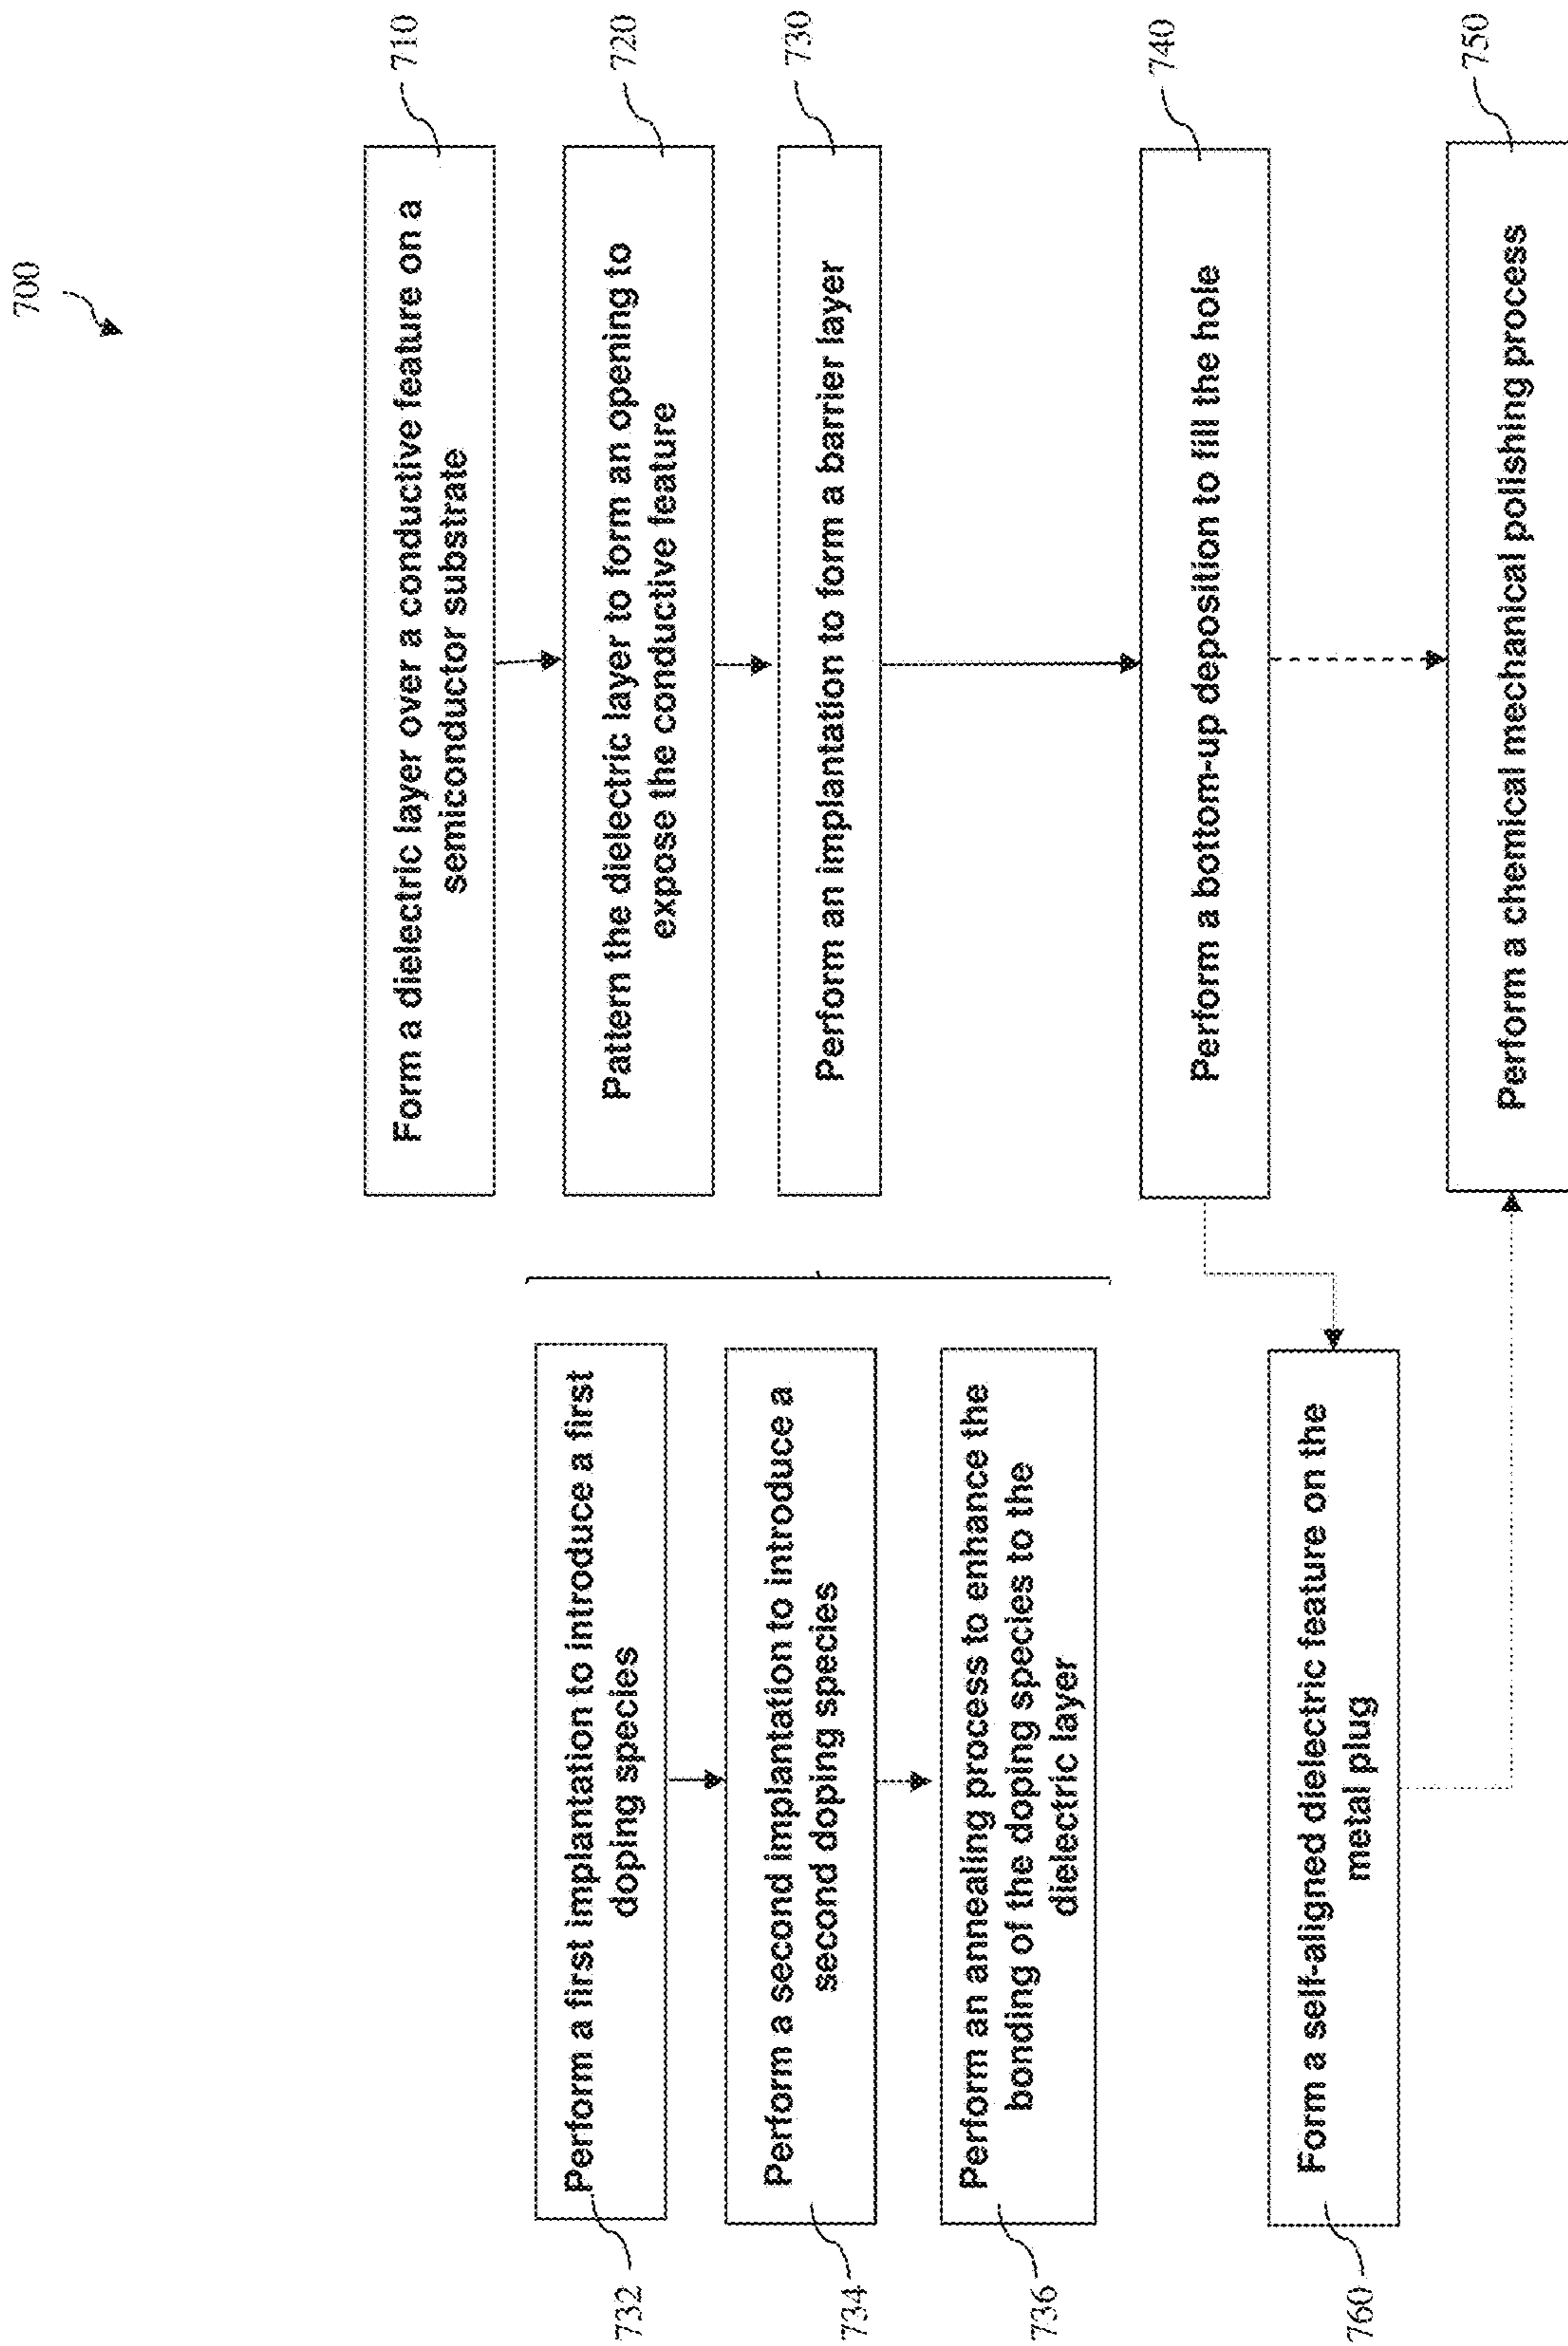 700
Form a dielectric layer over a conductive feature on a
semiconductor substrate
710
Pattern the dielectric layer to form an opening to
expose the conductive feature
720
Perform an implantation to form a barrier layer
730
Perform a first implantation to introduce a first
doping species
732
Perform a second implantation to introduce a
second doping species
734
Perform an annealing process to enhance the
bonding of the doping species to the
dielectric layer
736
Perform a bottom-up deposition to fill the hole
740
Form a self-aligned dielectric feature on the
metal plug
760
Perform a chemical mechanical polishing process
750